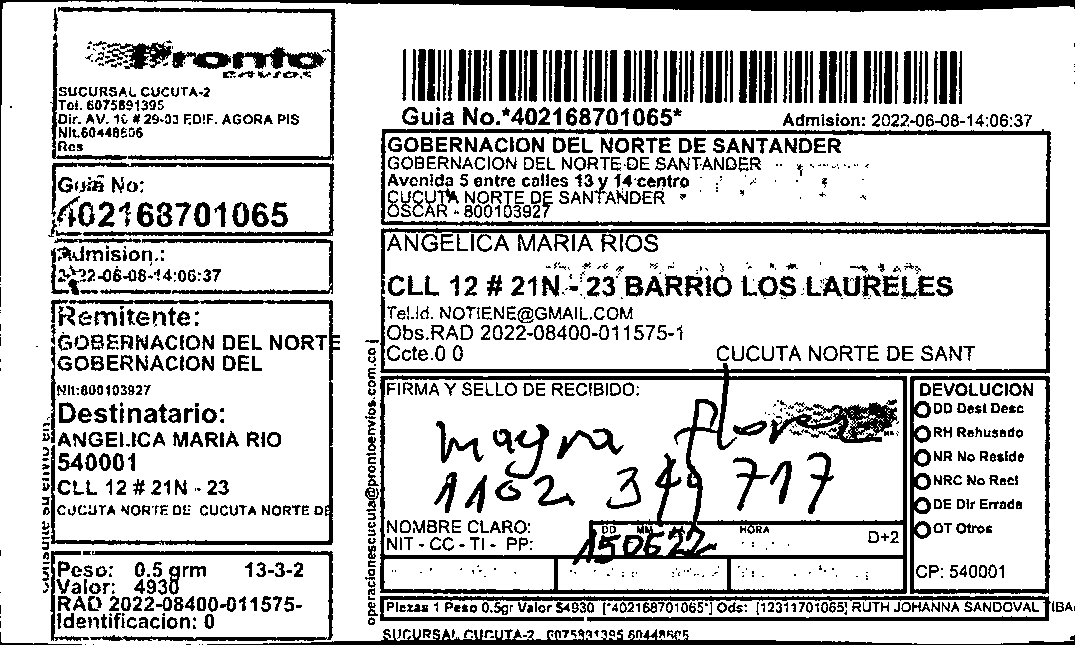 Pronto
envios
SUCURSAL CUCUTA-2
Tel. 6075891395
Dir. AV. 16 # 29-03 EDIF. AGORA PIS
Nit.60448606
Res
Guia No:
402168701065
Admision.:
2022-06-08-14:06:37
Remitente:
GOBERNACION DEL NORTE
GOBERNACION DEL
Nit:800103927
Destinatario:
ANGELICA MARIA RIO
540001
CLL 12 # 21N - 23
CUCUTA NORTE DE CUCUTA NORTE DE
Peso: 0.5 grm 13-3-2
Valor: 4930
RAD 2022-08400-011575-
Identificacion: 0
Guia No.*402168701065*
Admision: 2022-06-08-14:06:37
GOBERNACION DEL NORTE DE SANTANDER
GOBERNACION DEL NORTE DE SANTANDER
Avenida 5 entre calles 13 y 14 centro
CUCUTA NORTE DE SANTANDER
OSCAR - 800103927
ANGELICA MARIA RIOS
CLL 12 # 21N - 23 BARRIO LOS LAURELES
Tel.Id. NOTIENE@GMAIL.COM
Obs.RAD 2022-08400-011575-1
Ccte.0 0
CUCUTA NORTE DE SANT
operacionescucuta@prontoenvios.com.co
FIRMA Y SELLO DE RECIBIDO:
mayra flores
1102 349 717
NOMBRE CLARO:
NIT - CC - TI - PP:
DD MM HORA
150622
D+2
DEVOLUCION
DD Desl Desc
RH Rehusado
NR No Reside
NRC No Recl
DE Dir Errada
OT Otros
CP: 540001
Piezas 1 Peso 0.5gr Valor $4930 [*402168701065*] Ods: [12311701065] RUTH JOHANNA SANDOVAL TIBA
SUCURSAL CUCUTA-2 6075891395 60448606